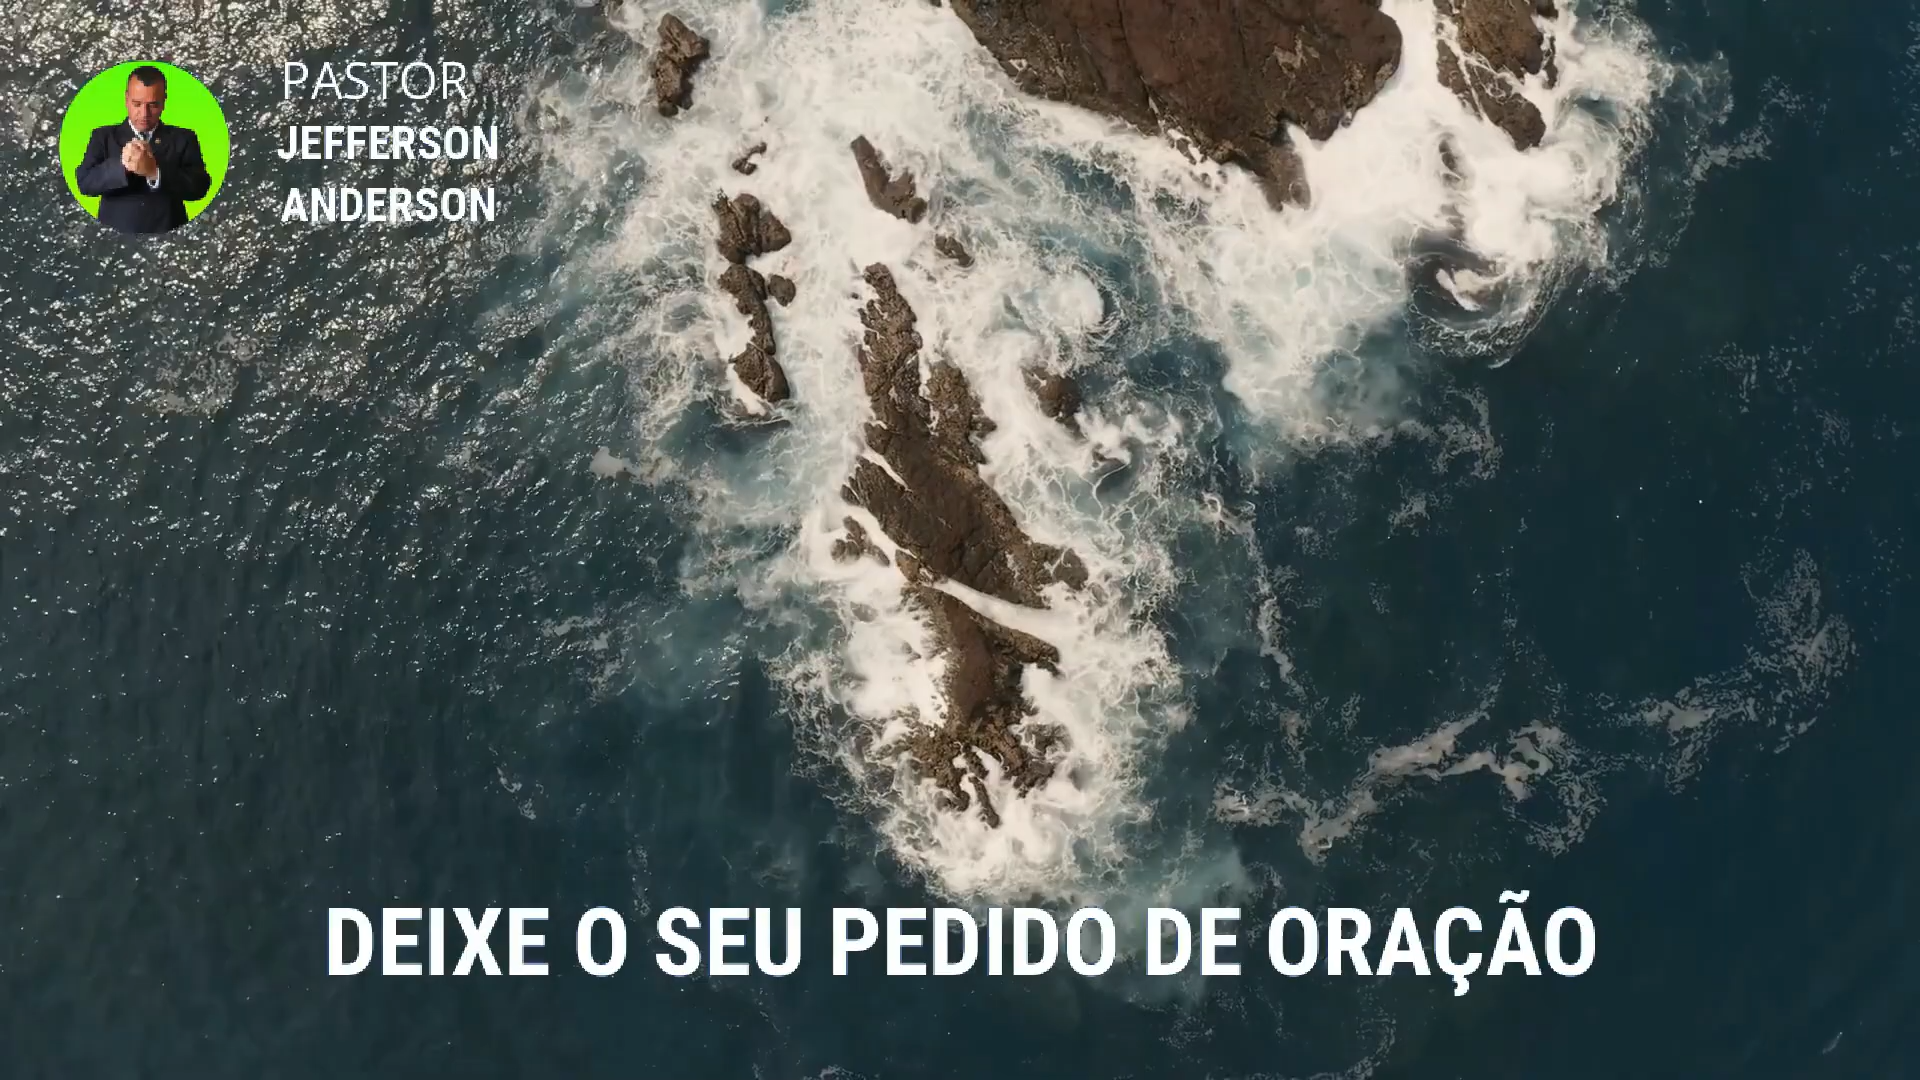 PASTOR
JEFFERSON
ANDERSON
DEIXE O SEU PEDIDO DE ORAÇÃO